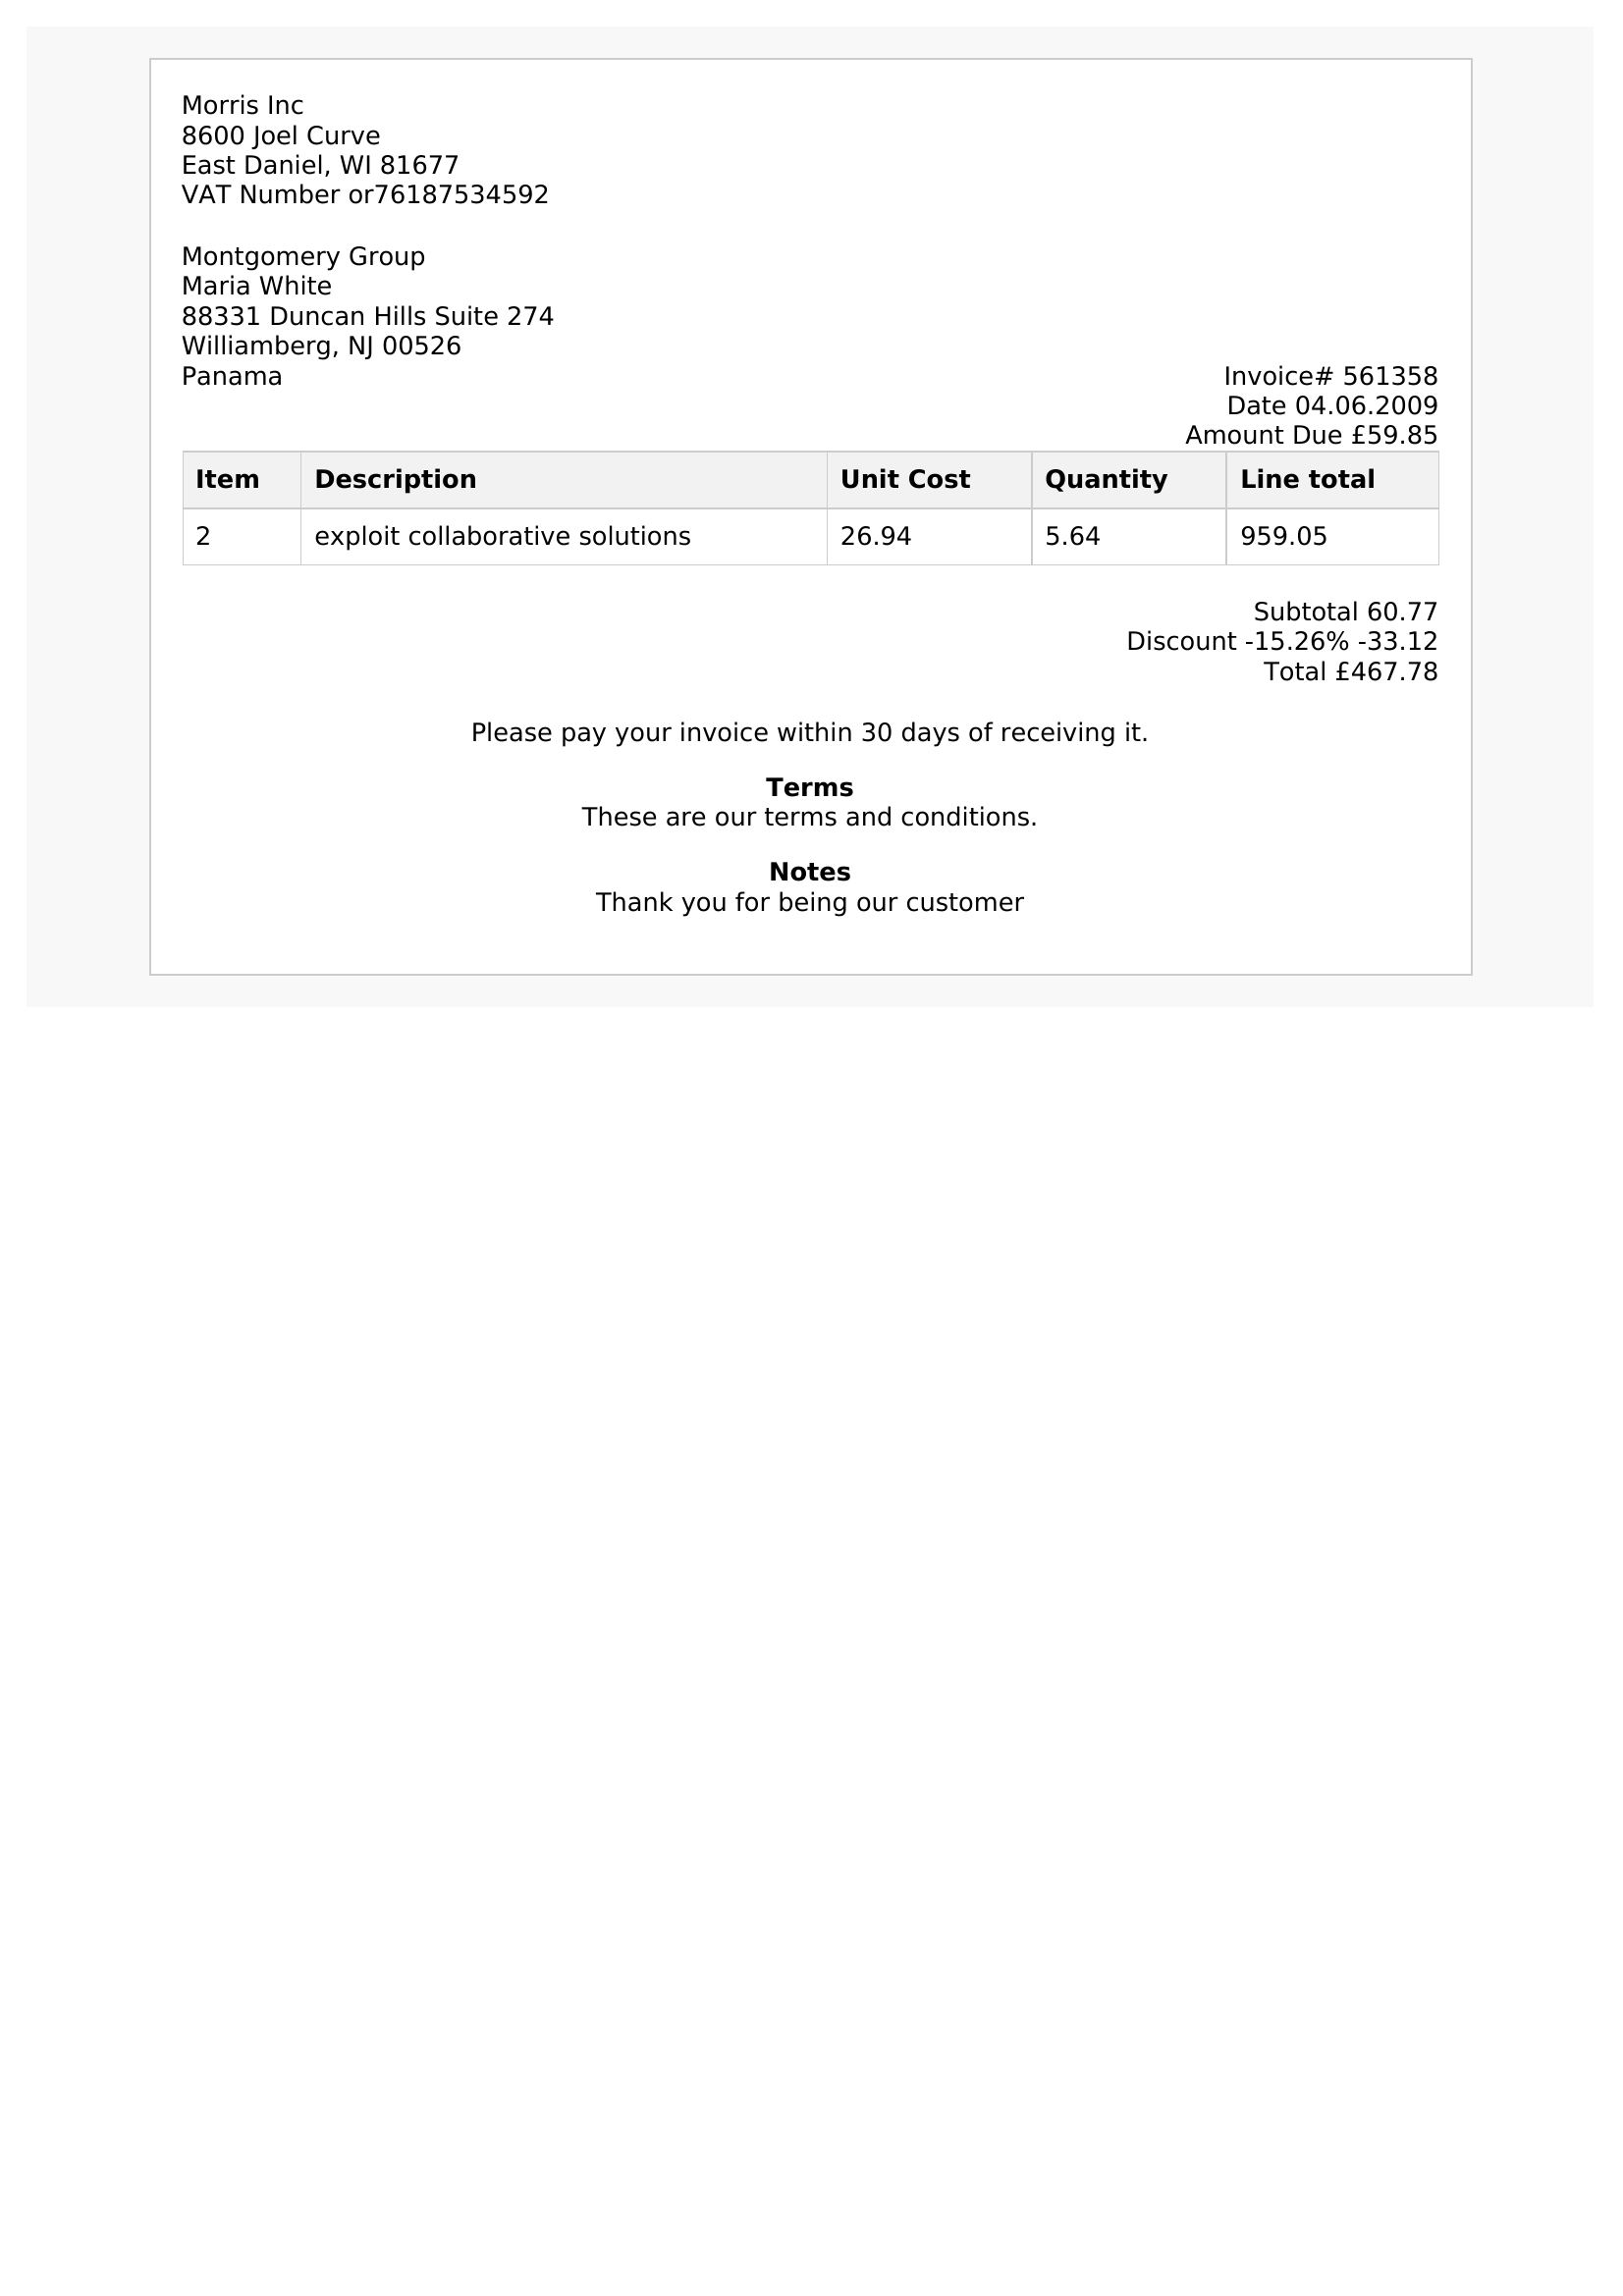 Morris Inc
8600 Joel Curve
East Daniel, WI 81677
VAT Number or76187534592
Montgomery Group
Maria White
88331 Duncan Hills Suite 274
Williamberg, NJ 00526
Panama
Invoice# 561358
Date 04.06.2009
Amount Due £59.85
Item Description Unit Cost Quantity Line total
2 exploit collaborative solutions 26.94 5.64 959.05
Subtotal 60.77
Discount -15.26% -33.12
Total £467.78
Please pay your invoice within 30 days of receiving it.
Terms
These are our terms and conditions.
Notes
Thank you for being our customer